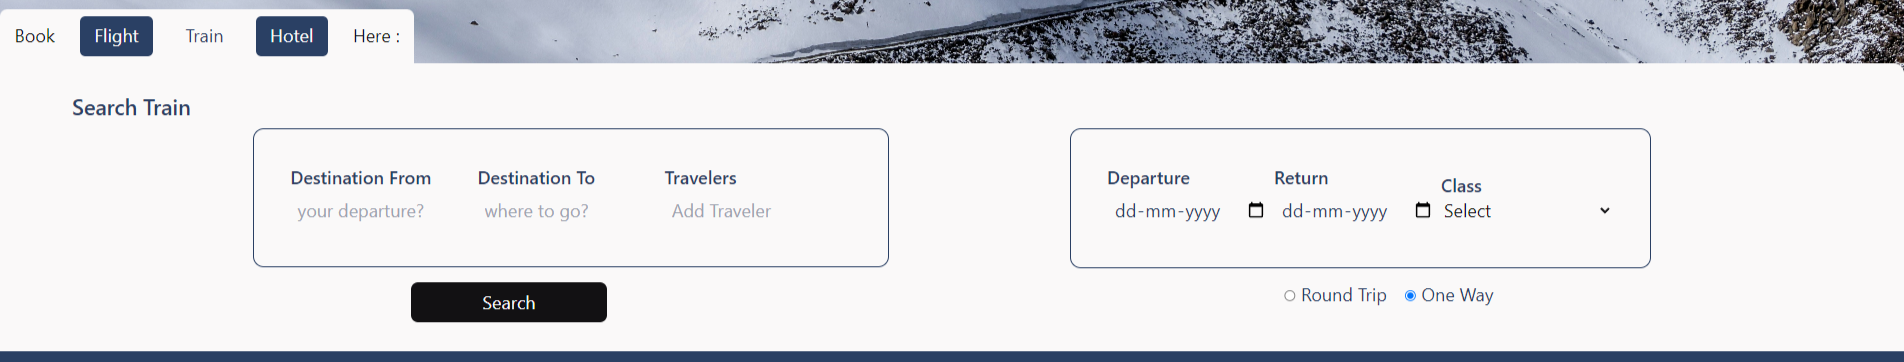 Book Flight Train Hotel Here :
Search Train
Destination From Destination To Travelers
your departure? where to go? Add Traveler
Departure Return Class
dd-mm-yyyy dd-mm-yyyy Select
Search
Round Trip One Way